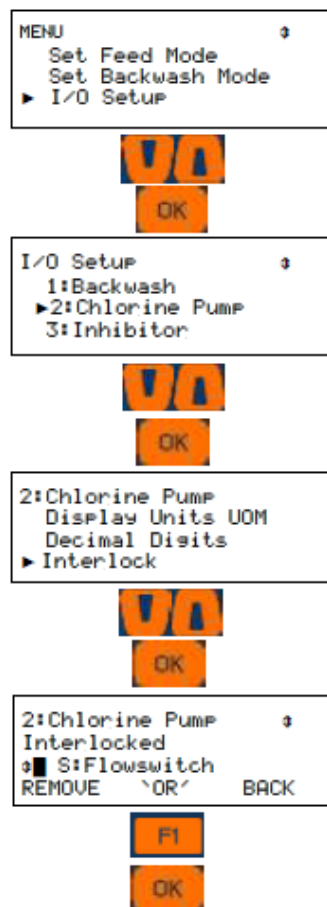 MENU
Set Feed Mode
Set Backwash Mode
I/O Setup
OK
I/O Setup
1:Backwash
2:Chlorine Pump
3:Inhibitor
OK
2:Chlorine Pump
Display Units UOM
Decimal Digits
Interlock
OK
2:Chlorine Pump
Interlocked
S:Flowswitch
REMOVE `OR´ BACK
F1
OK